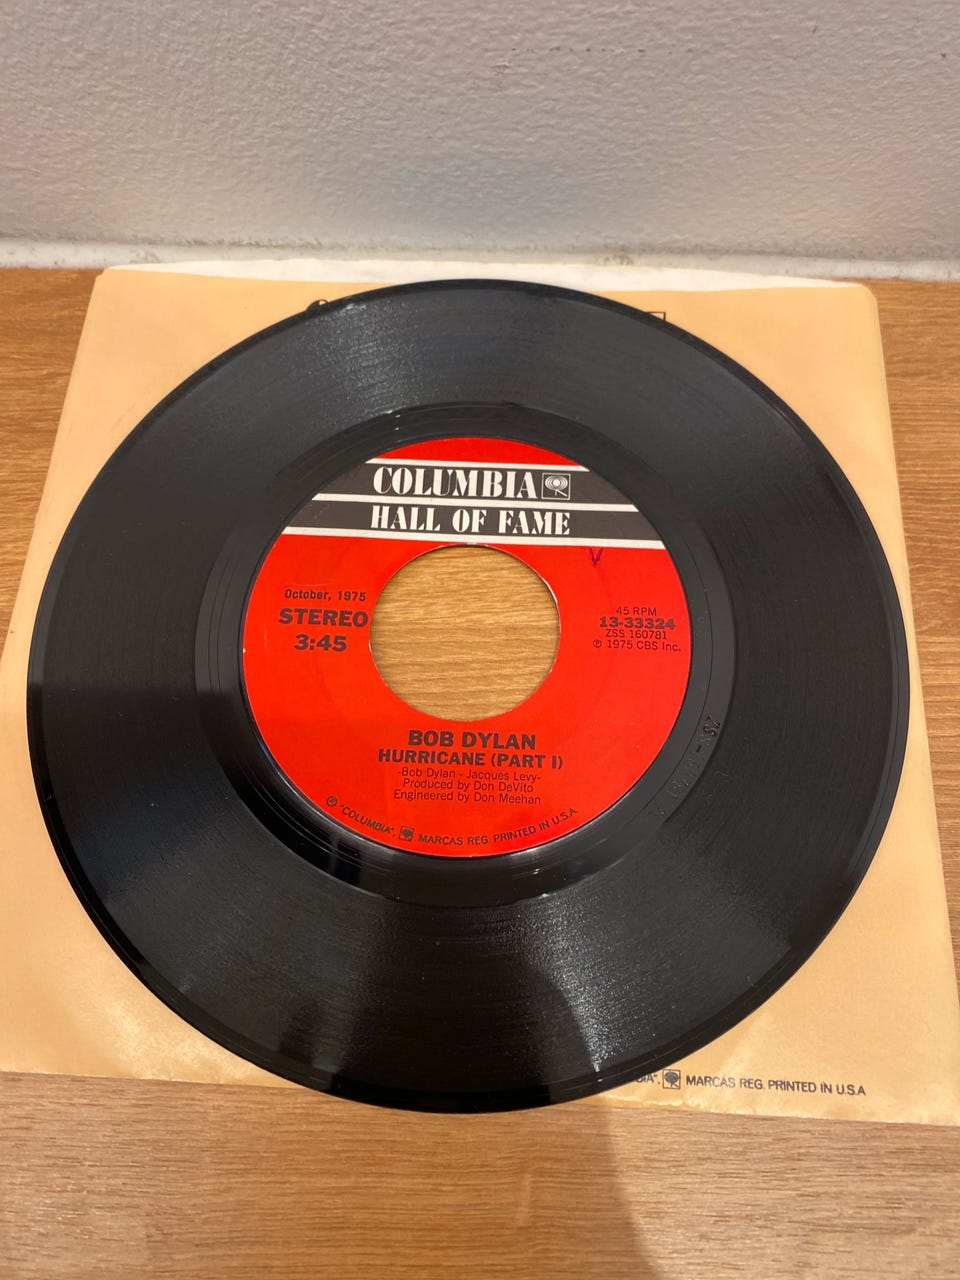 COLUMBIA
HALL OF FAME
October, 1975
STEREO
3:45
45 RPM
13-33324
ZSS 160781
℗ 1975 CBS Inc.
BOB DYLAN
HURRICANE (PART I)
-Bob Dylan - Jacques Levy-
Produced by Don DeVito
Engineered by Don Meehan
® "COLUMBIA", MARCAS REG. PRINTED IN U.S.A
MARCAS REG. PRINTED IN U.S.A